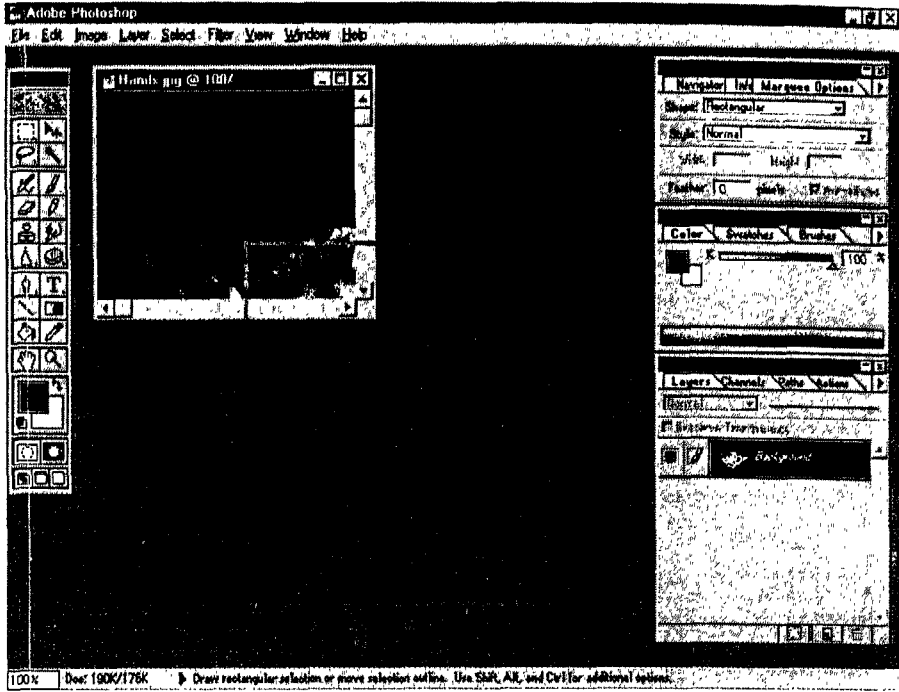 Adobe Photoshop
File Edit Image Layer Select Filter View Window Help
Hands.jpg @ 100%
Navigator Info Marquee Options
Shape: Rectangular
Style: Normal
Width: Height:
Feather: 0 pixels
Color Swatches Brushes
K 100 %
Layers Channels Paths Actions
Normal
Preserve Transparency
Background
100% Doc: 190K/176K Draw rectangular selection or move selection outline. Use Shift, Alt, and Ctrl for additional options.